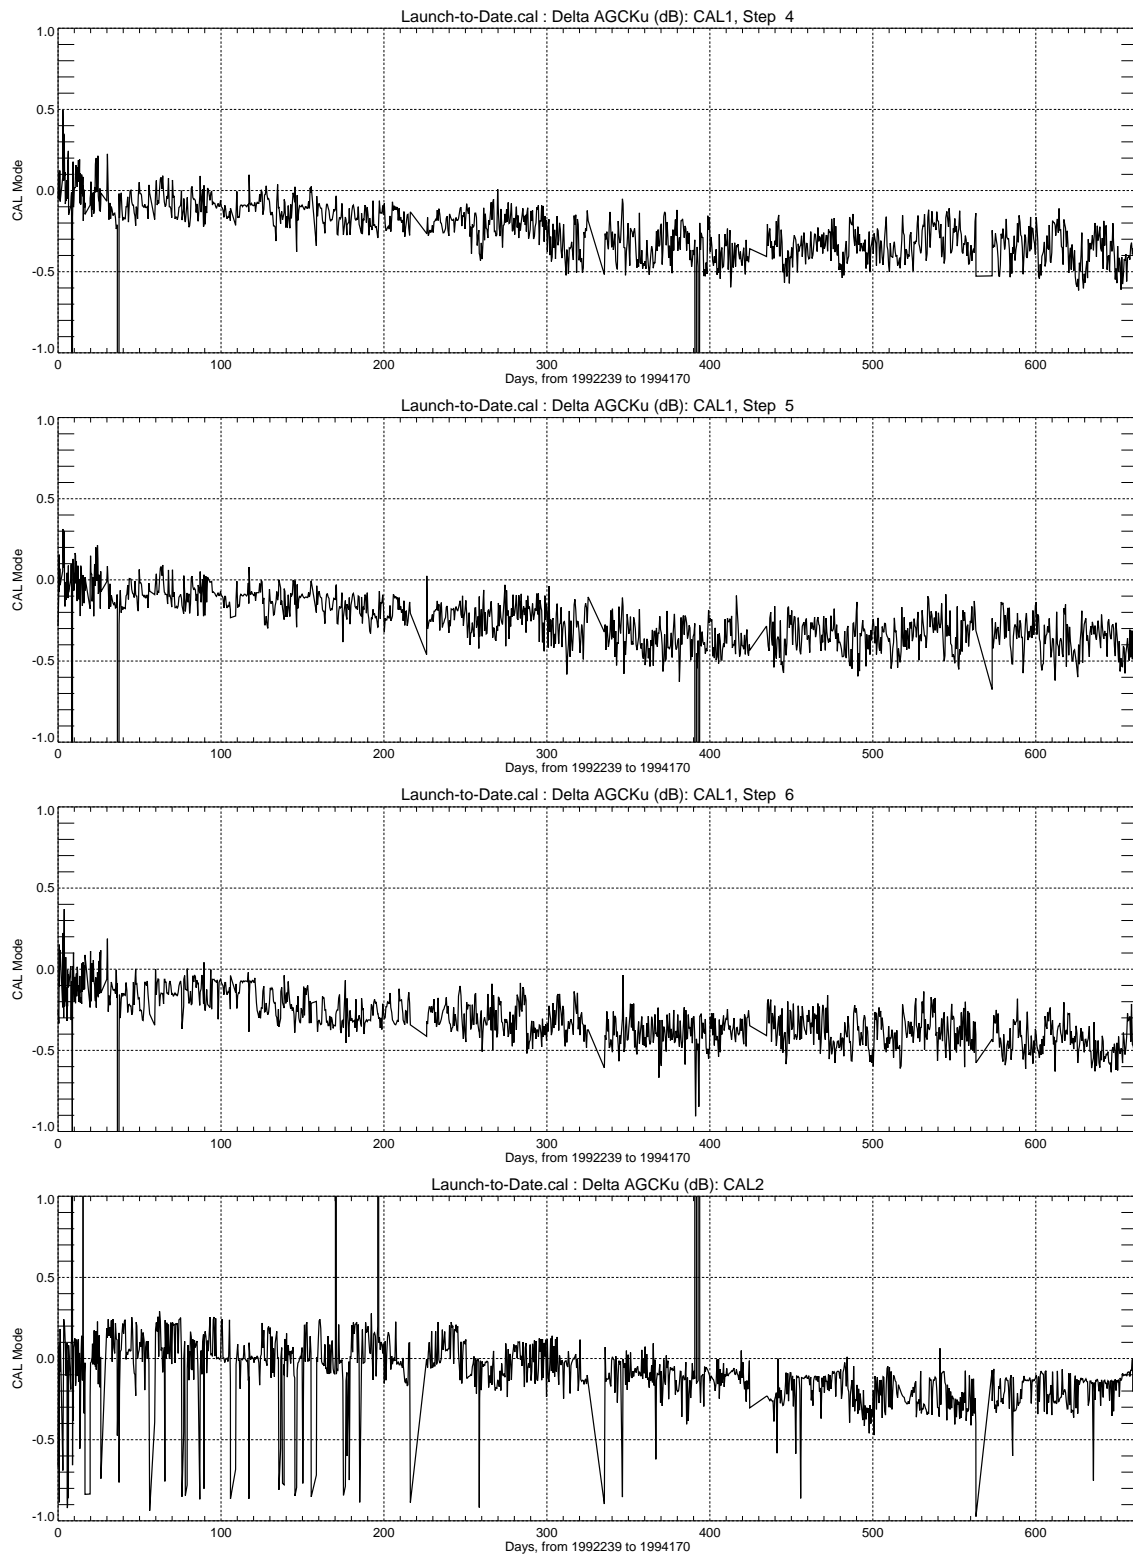 Launch-to-Date.cal : Delta AGCKu (dB): CAL1, Step 4
1.0
0.5
0.0
-0.5
-1.0
CAL Mode
0 100 200 300 400 500 600
Days, from 1992239 to 1994170
Launch-to-Date.cal : Delta AGCKu (dB): CAL1, Step 5
1.0
0.5
0.0
-0.5
-1.0
CAL Mode
0 100 200 300 400 500 600
Days, from 1992239 to 1994170
Launch-to-Date.cal : Delta AGCKu (dB): CAL1, Step 6
1.0
0.5
0.0
-0.5
-1.0
CAL Mode
0 100 200 300 400 500 600
Days, from 1992239 to 1994170
Launch-to-Date.cal : Delta AGCKu (dB): CAL2
1.0
0.5
0.0
-0.5
-1.0
CAL Mode
0 100 200 300 400 500 600
Days, from 1992239 to 1994170